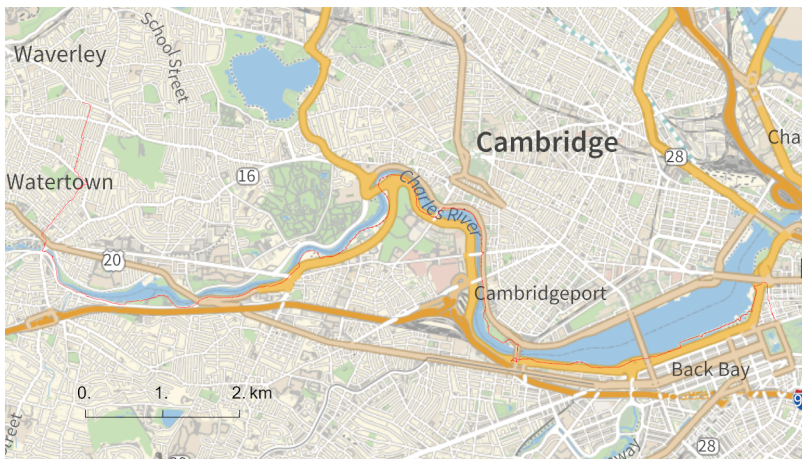 School Street
Waverley
Cambridge
Cha
28
Watertown
16
Charles River
20
Cambridgeport
Back Bay
0.
1.
2. km
9
28